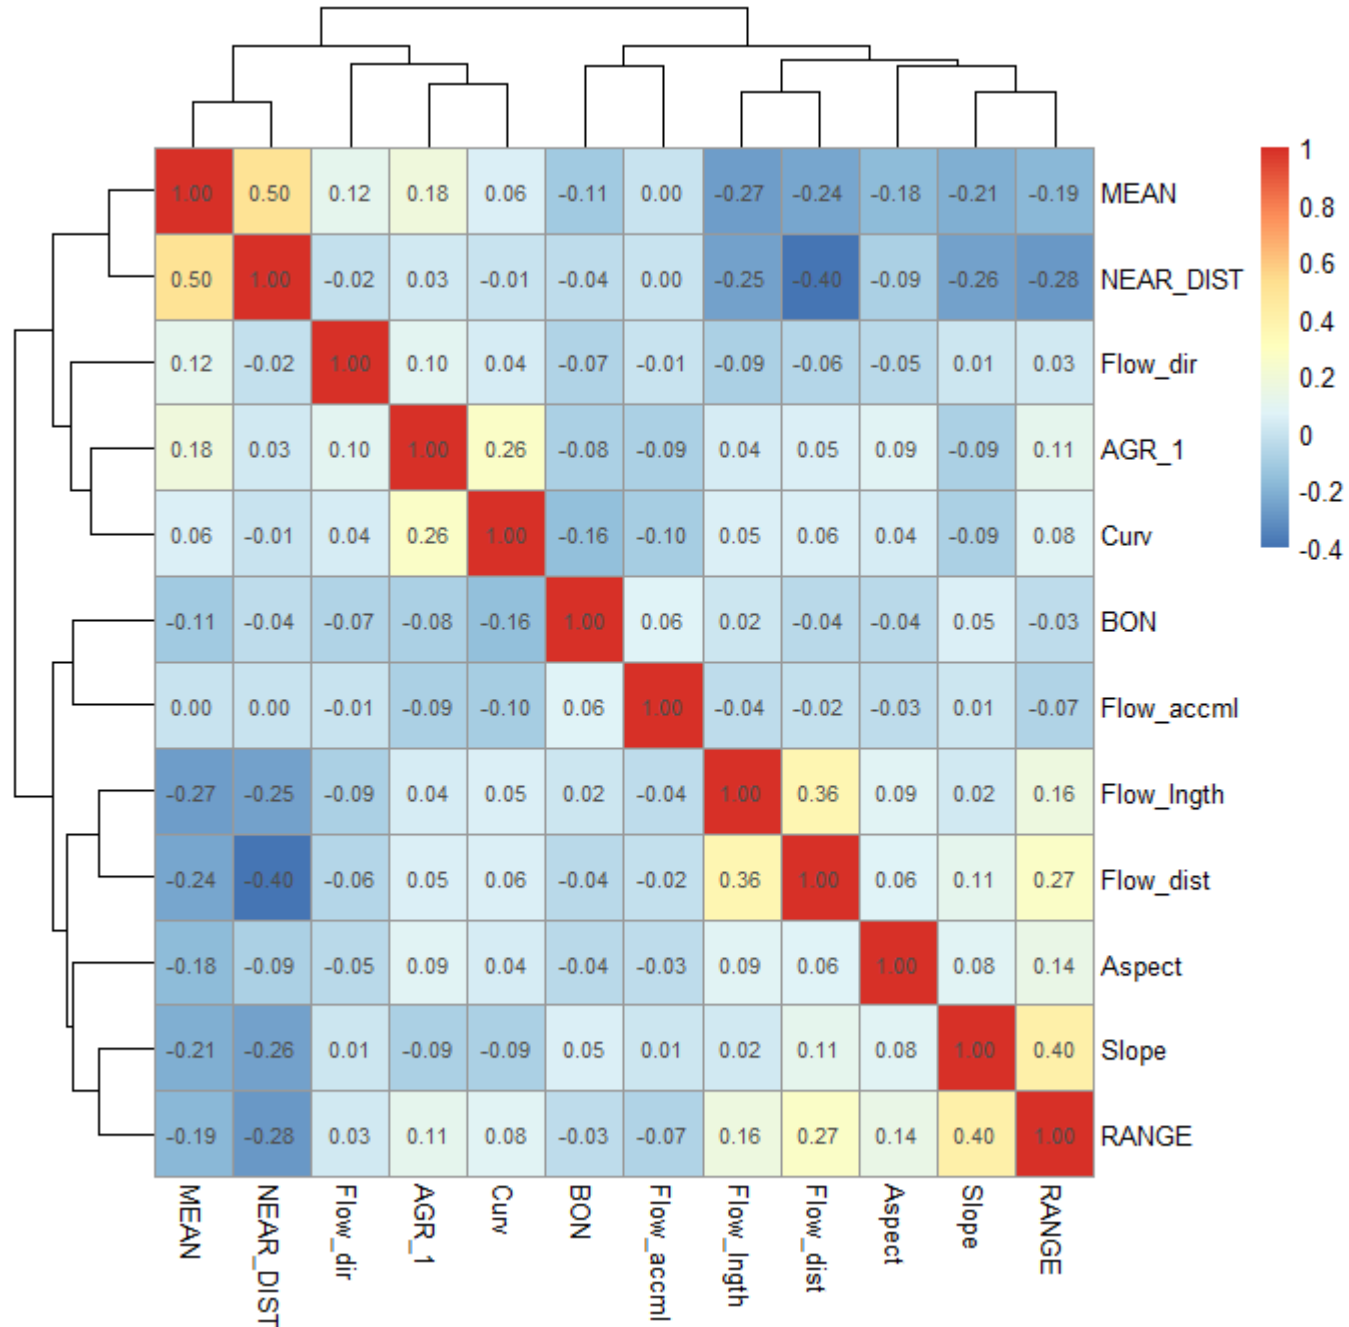 1.00 0.50 0.12 0.18 0.06 -0.11 0.00 -0.27 -0.24 -0.18 -0.21 -0.19 MEAN
0.50 1.00 -0.02 0.03 -0.01 -0.04 0.00 -0.25 -0.40 -0.09 -0.26 -0.28 NEAR_DIST
0.12 -0.02 1.00 0.10 0.04 -0.07 -0.01 -0.09 -0.06 -0.05 0.01 0.03 Flow_dir
0.18 0.03 0.10 1.00 0.26 -0.08 -0.09 0.04 0.05 0.09 -0.09 0.11 AGR_1
0.06 -0.01 0.04 0.26 1.00 -0.16 -0.10 0.05 0.06 0.04 -0.09 0.08 Curv
-0.11 -0.04 -0.07 -0.08 -0.16 1.00 0.06 0.02 -0.04 -0.04 0.05 -0.03 BON
0.00 0.00 -0.01 -0.09 -0.10 0.06 1.00 -0.04 -0.02 -0.03 0.01 -0.07 Flow_accml
-0.27 -0.25 -0.09 0.04 0.05 0.02 -0.04 1.00 0.36 0.09 0.02 0.16 Flow_lngth
-0.24 -0.40 -0.06 0.05 0.06 -0.04 -0.02 0.36 1.00 0.06 0.11 0.27 Flow_dist
-0.18 -0.09 -0.05 0.09 0.04 -0.04 -0.03 0.09 0.06 1.00 0.08 0.14 Aspect
-0.21 -0.26 0.01 -0.09 -0.09 0.05 0.01 0.02 0.11 0.08 1.00 0.40 Slope
-0.19 -0.28 0.03 0.11 0.08 -0.03 -0.07 0.16 0.27 0.14 0.40 1.00 RANGE
MEAN
NEAR_DIST
Flow_dir
AGR_1
Curv
BON
Flow_accml
Flow_lngth
Flow_dist
Aspect
Slope
RANGE
1
0.8
0.6
0.4
0.2
0
-0.2
-0.4